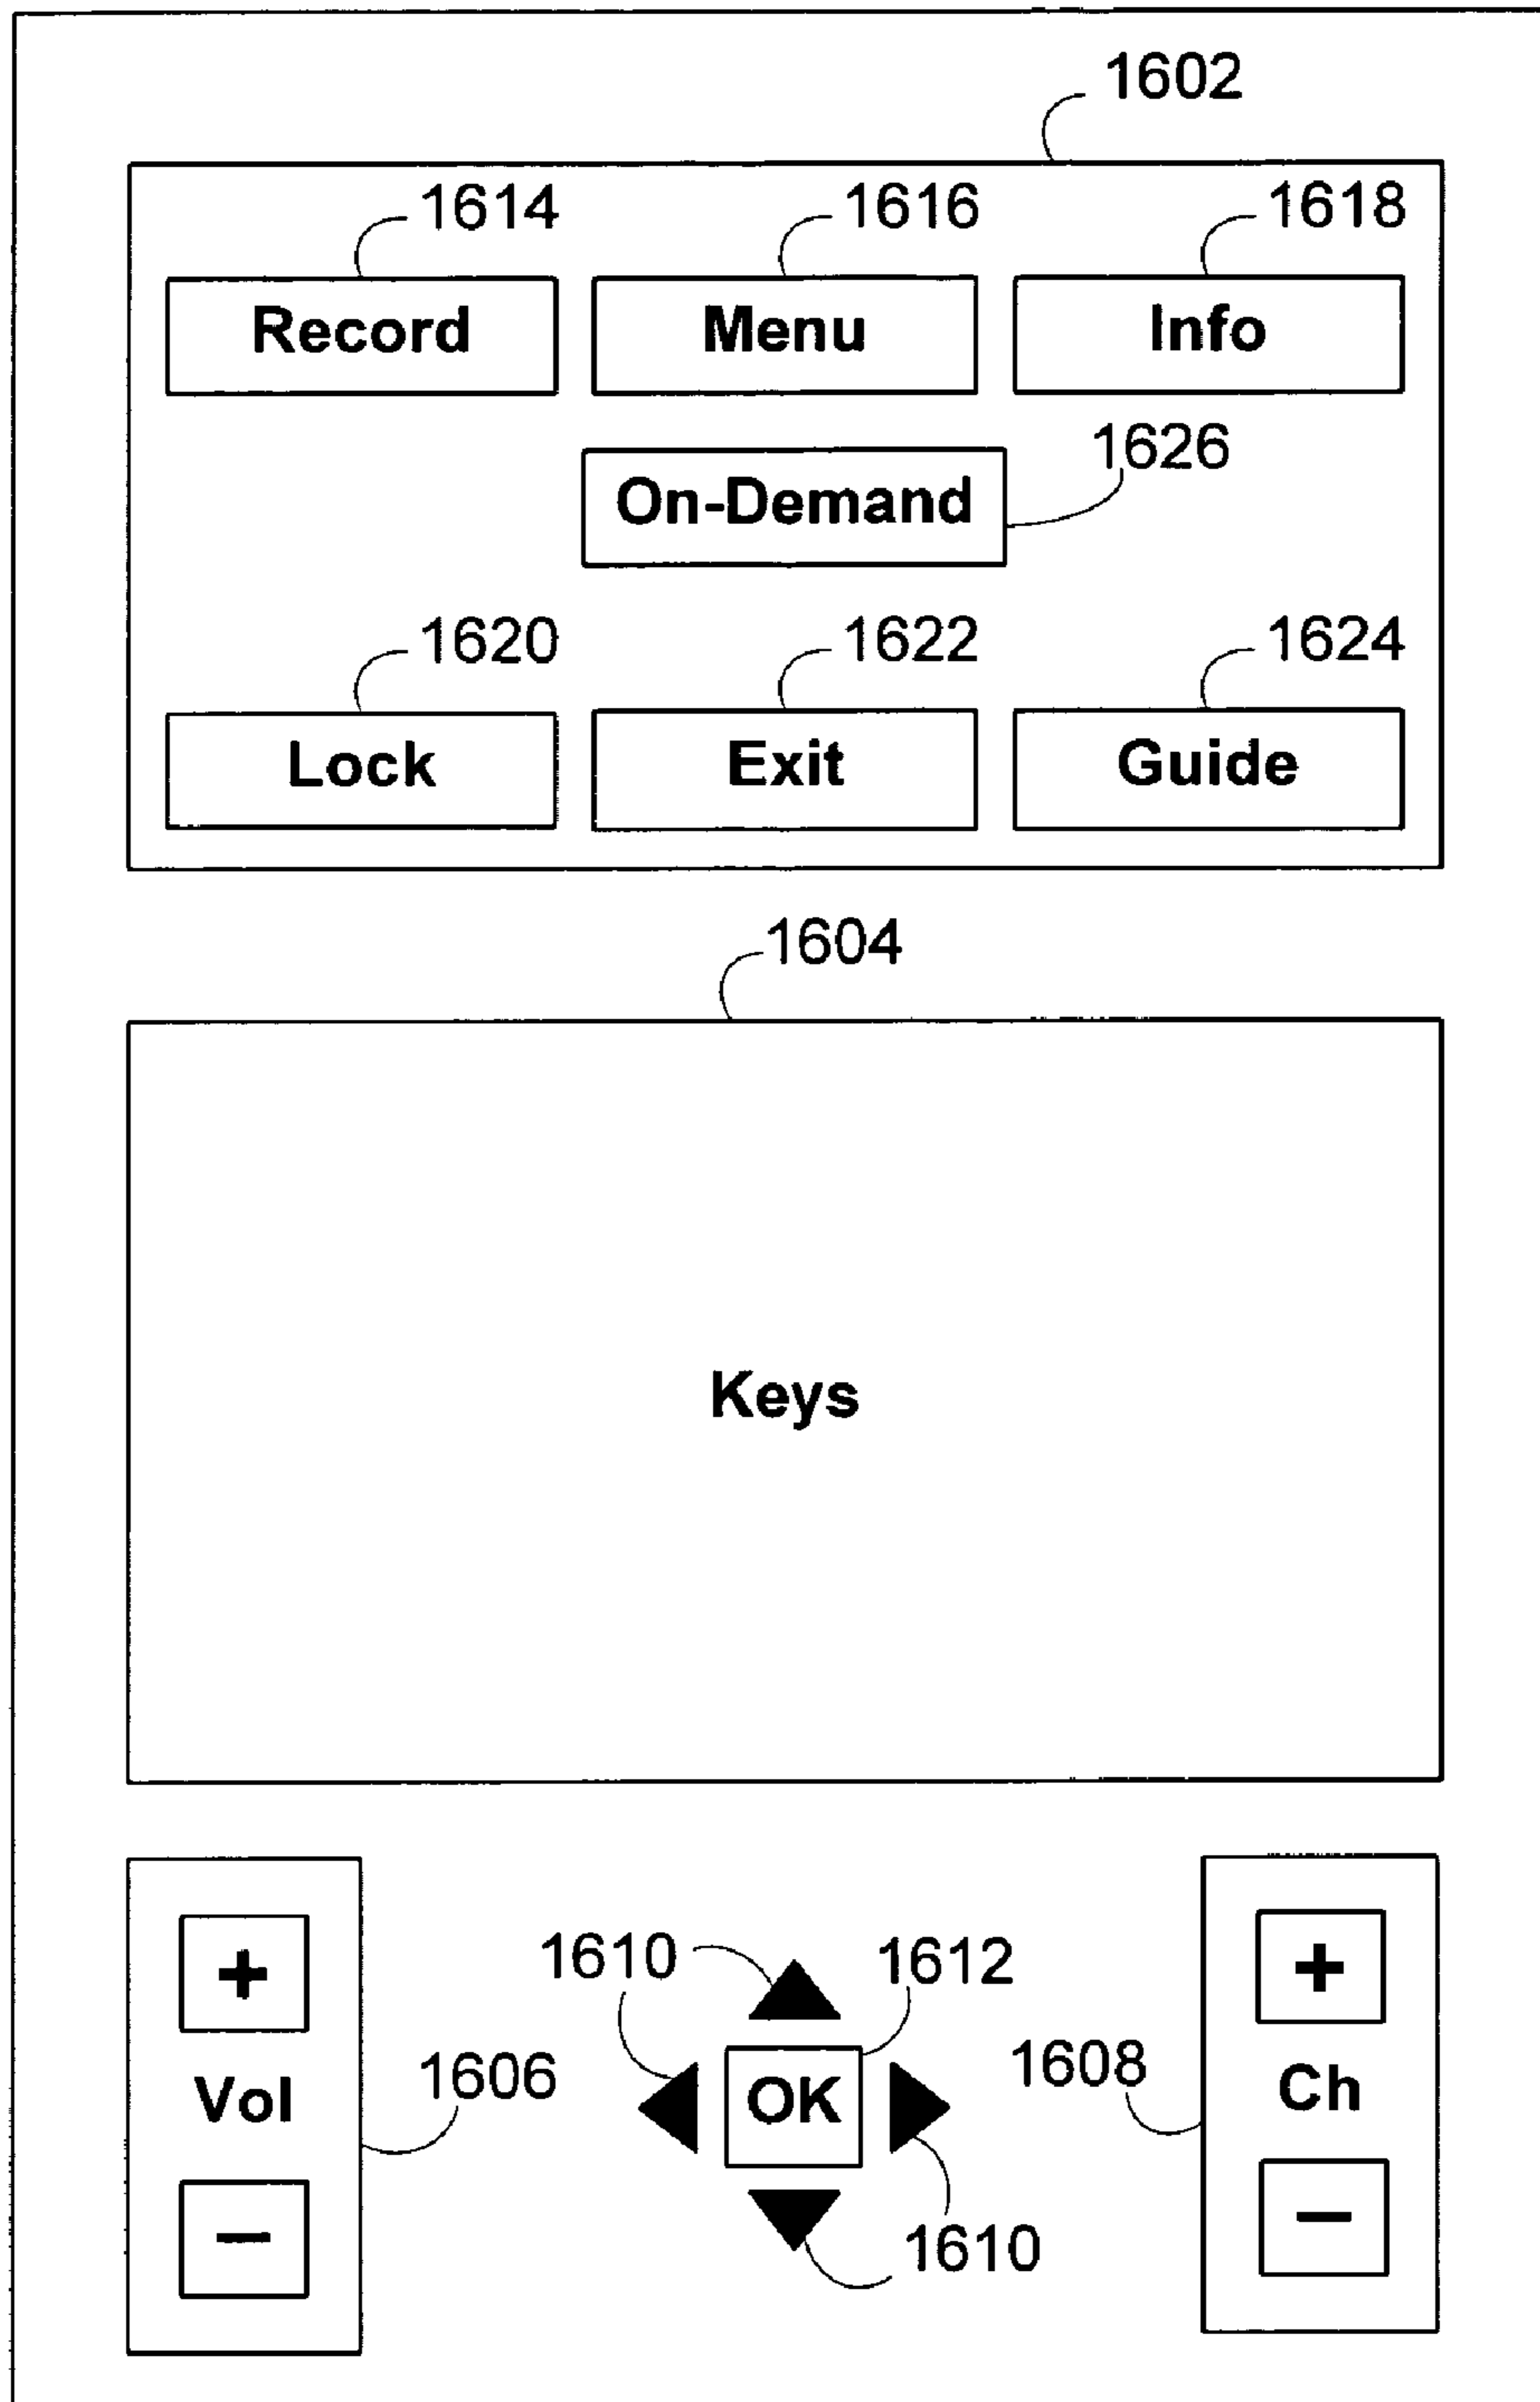 1602
1614 1616 1618
Record Menu Info
1626
On-Demand
1620 1622 1624
Lock Exit Guide
1604
Keys
+
Vol
−
1606
1610
1612
OK
1610
1608
+
Ch
−